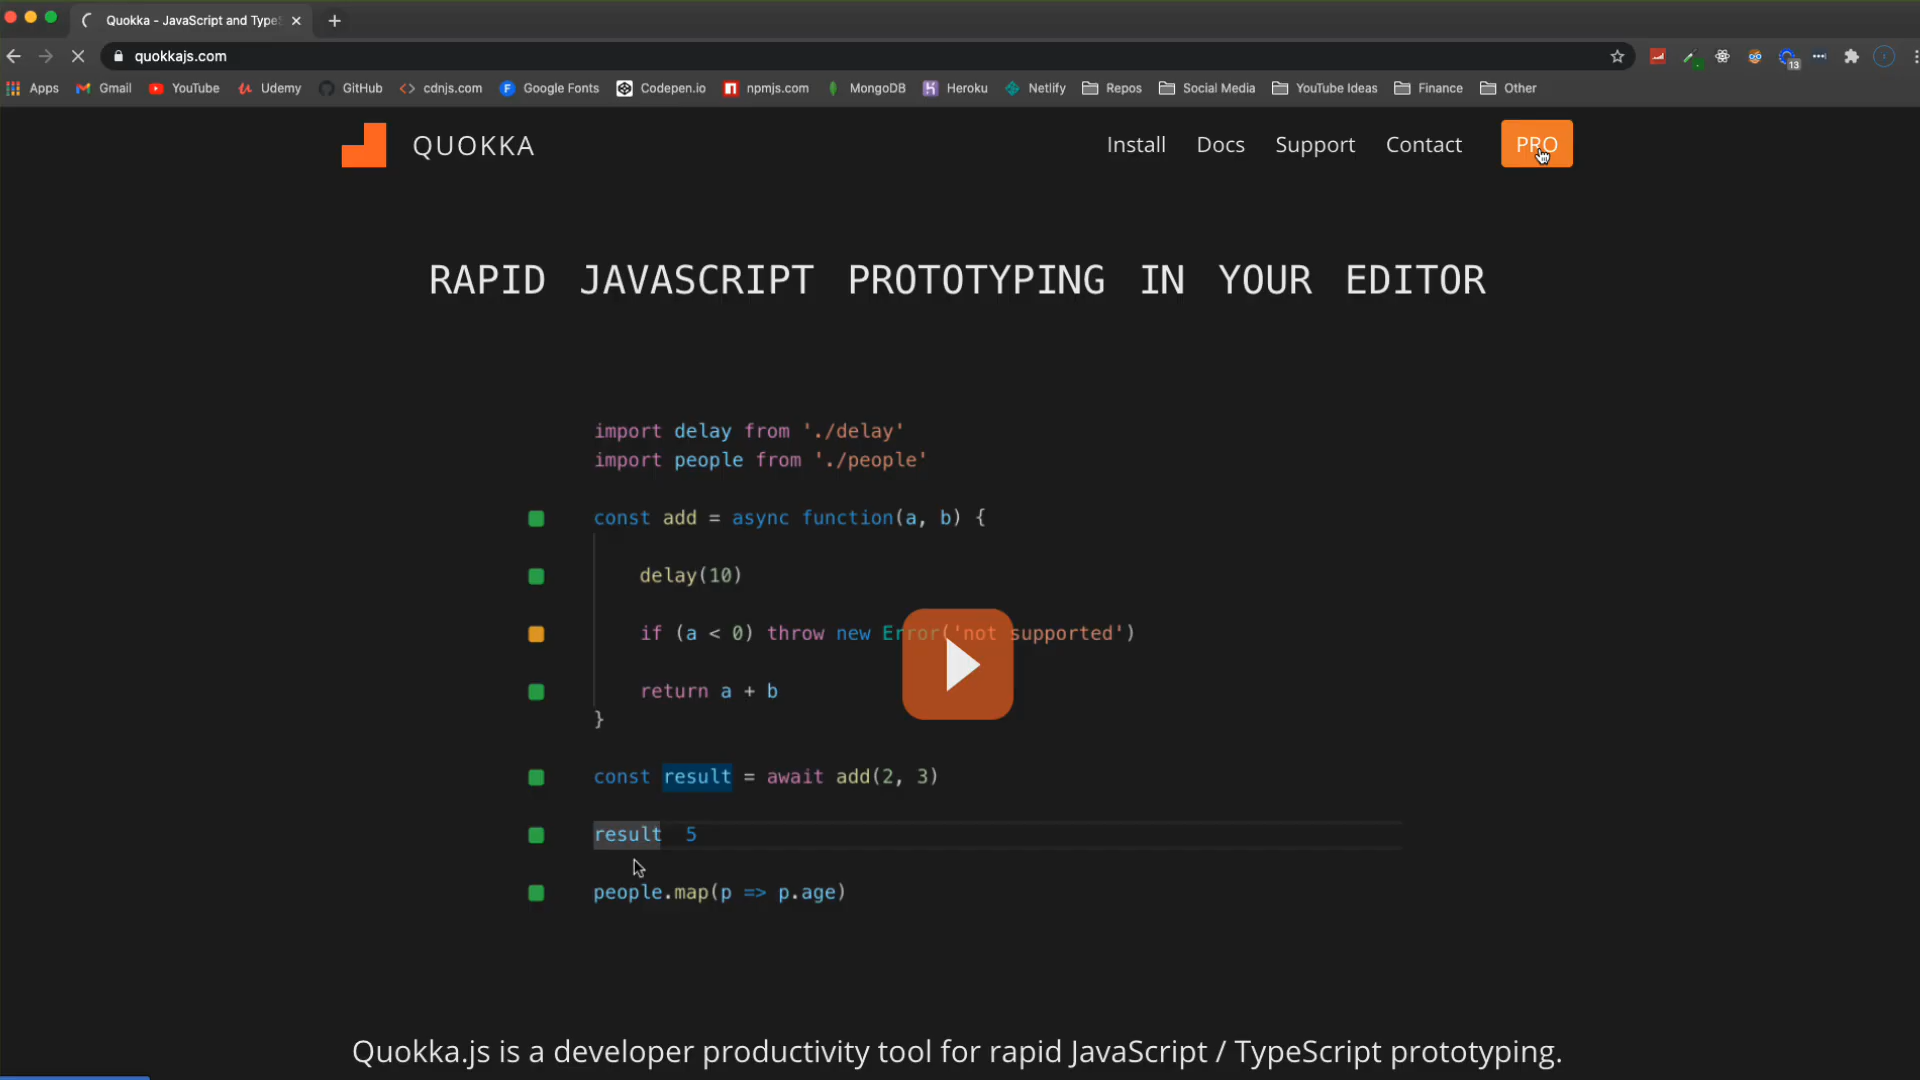 Quokka - JavaScript and Type
quokkajs.com
13
Apps Gmail YouTube Udemy GitHub cdnjs.com Google Fonts Codepen.io npmjs.com MongoDB Heroku Netlify Repos Social Media YouTube Ideas Finance Other
QUOKKA Install Docs Support Contact PRO
RAPID JAVASCRIPT PROTOTYPING IN YOUR EDITOR
import delay from './delay'
import people from './people'
const add = async function(a, b) {
delay(10)
if (a < 0) throw new Error('not supported')
return a + b
}
const result = await add(2, 3)
result 5
people.map(p => p.age)
Quokka.js is a developer productivity tool for rapid JavaScript / TypeScript prototyping.